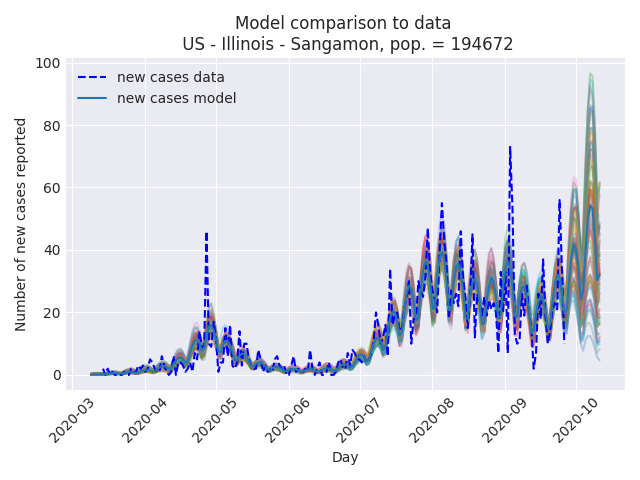 Model comparison to data
US - Illinois - Sangamon, pop. = 194672
new cases data
new cases model
Number of new cases reported
100
80
60
40
20
0
2020-03
2020-04
2020-05
2020-06
2020-07
2020-08
2020-09
2020-10
Day